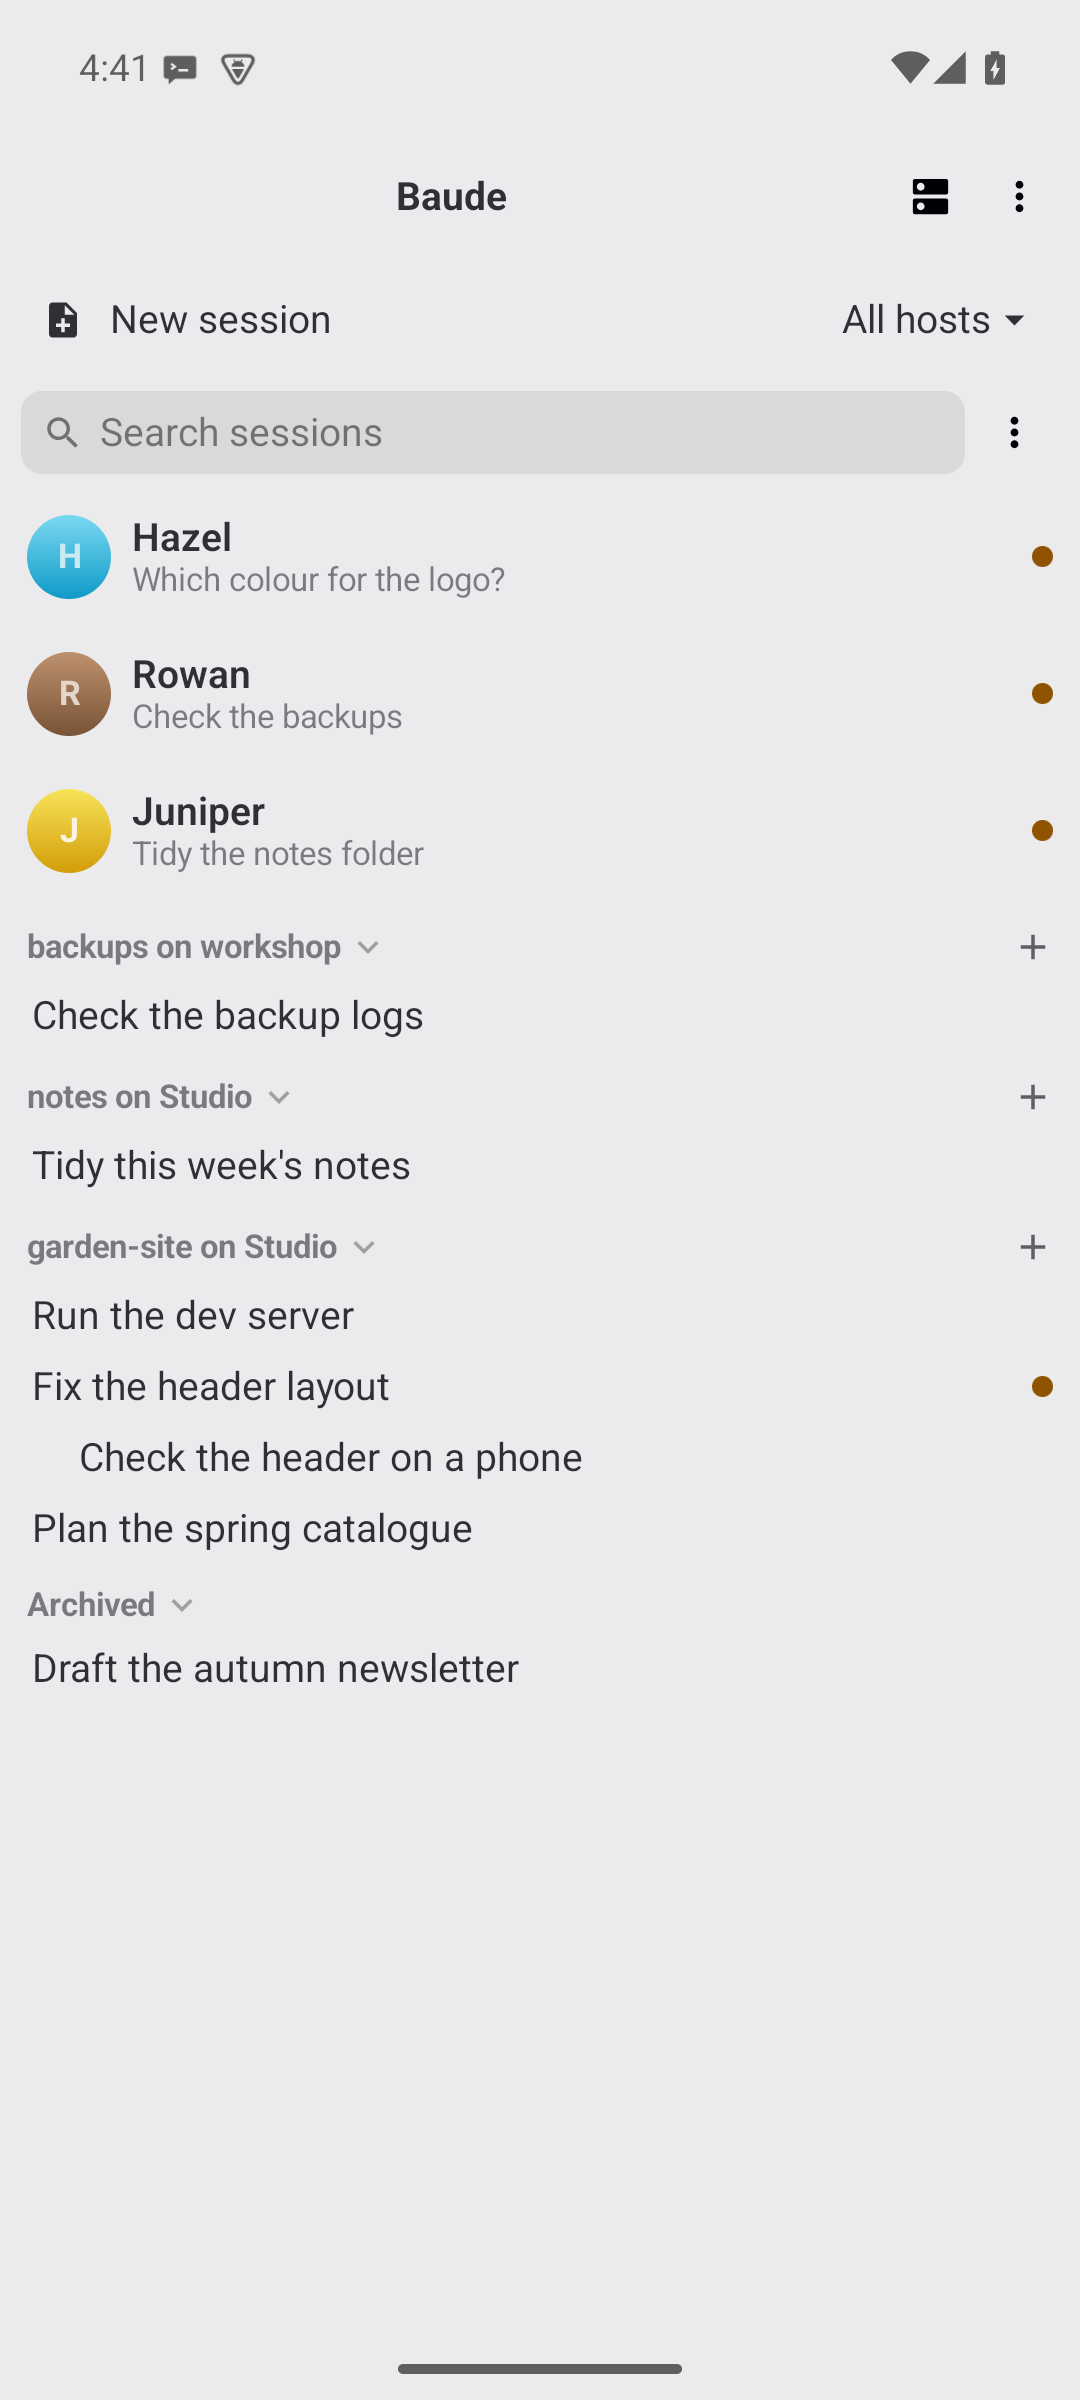 4:41
Baude
New session
All hosts
Search sessions
H
Hazel
Which colour for the logo?
R
Rowan
Check the backups
J
Juniper
Tidy the notes folder
backups on workshop
Check the backup logs
notes on Studio
Tidy this week's notes
garden-site on Studio
Run the dev server
Fix the header layout
Check the header on a phone
Plan the spring catalogue
Archived
Draft the autumn newsletter